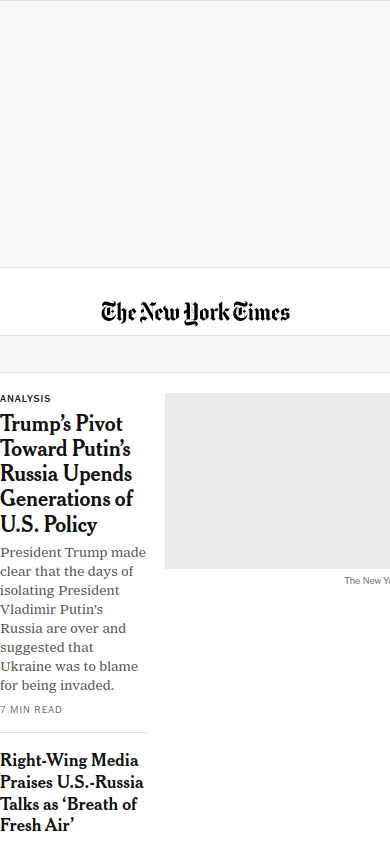 The New York Times
ANALYSIS
Trump's Pivot
Toward Putin's
Russia Upends
Generations of
U.S. Policy
President Trump made
clear that the days of
isolating President
Vladimir Putin's
Russia are over and
suggested that
Ukraine was to blame
for being invaded.
7 MIN READ
The New Yo
Right-Wing Media
Praises U.S.-Russia
Talks as ‘Breath of
Fresh Air’